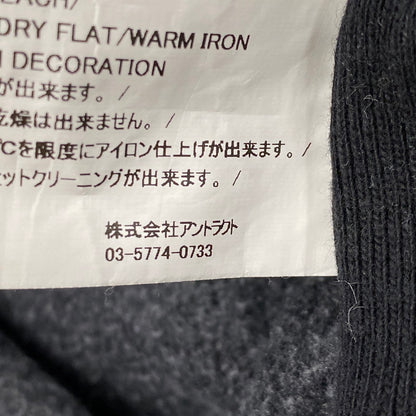 DRY FLAT/WARM IRON
DECORATION
が出来ます。 /
乾燥は出来ません。 /
℃を限度にアイロン仕上げが出来ます。/
ェットクリーニングが出来ます。/
株式会社アントラクト
03-5774-0733